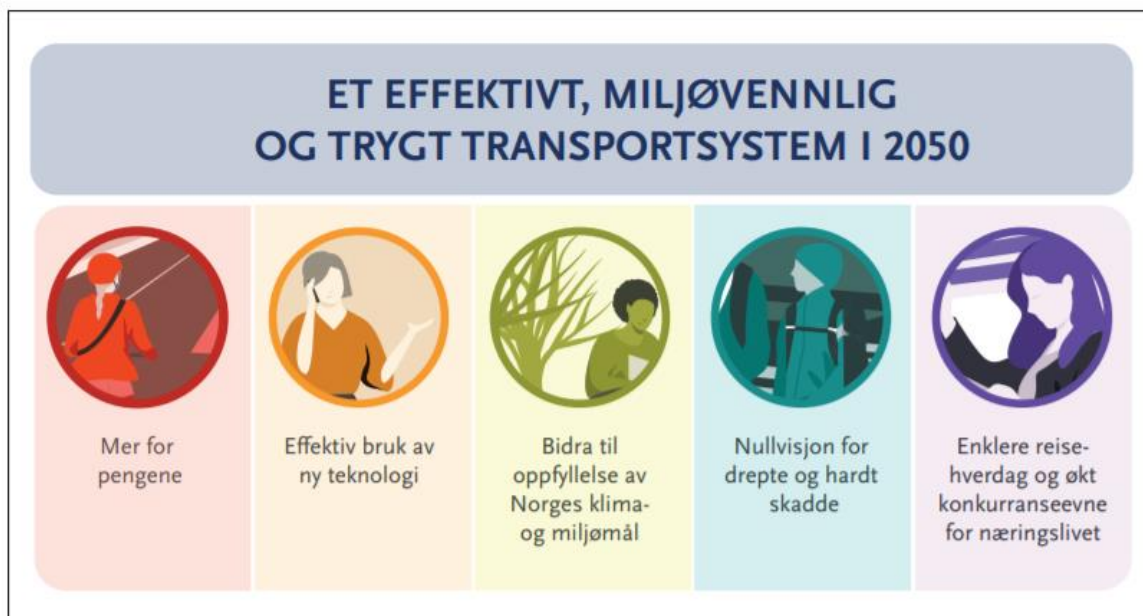 ET EFFEKTIVT, MILJØVENNLIG
OG TRYGT TRANSPORTSYSTEM I 2050
Mer for
pengene
Effektiv bruk av
ny teknologi
Bidra til
oppfyllelse av
Norges klima-
og miljømål
Nullvisjon for
drepte og hardt
skadde
Enklere reise-
hverdag og økt
konkurranseevne
for næringslivet